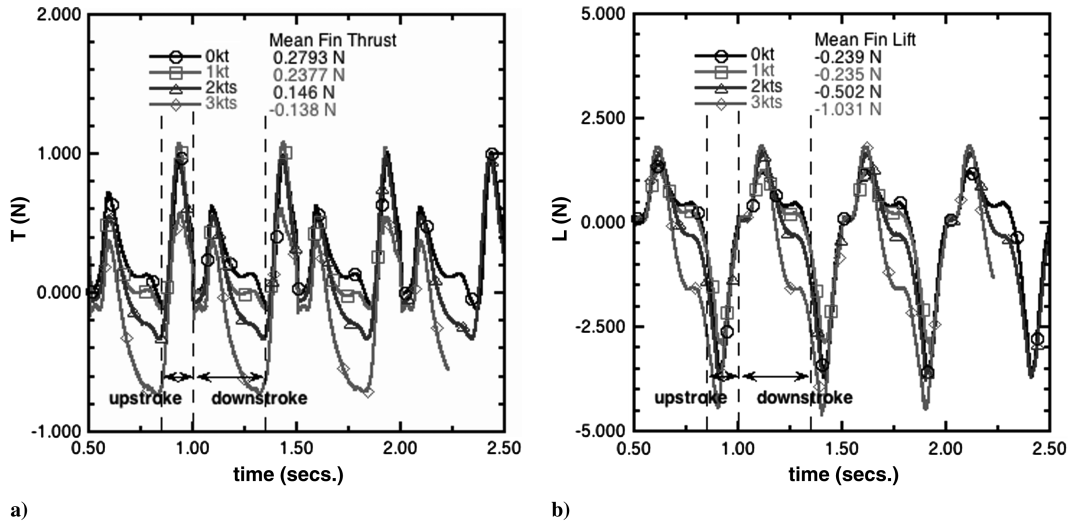 2.000
Mean Fin Thrust
0kt 0.2793 N
1kt 0.2377 N
2kts 0.146 N
3kts -0.138 N
1.000
T (N)
0.000
upstroke downstroke
-1.000
0.50 1.00 1.50 2.00 2.50
time (secs.)
a)
5.000
Mean Fin Lift
0kt -0.239 N
1kt -0.235 N
2kts -0.502 N
3kts -1.031 N
2.500
L (N)
0.000
-2.500
upstroke downstroke
-5.000
0.50 1.00 1.50 2.00 2.50
time (secs.)
b)